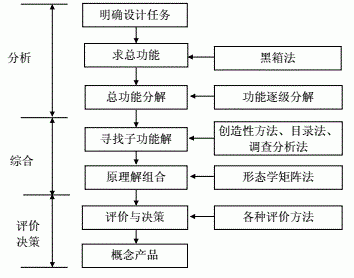 明确设计任务
分析
求总功能
黑箱法
总功能分解
功能逐级分解
寻找子功能解
创造性方法、目录法、
调查分析法
综合
原理解组合
形态学矩阵法
评价与决策
各种评价方法
评价
决策
概念产品